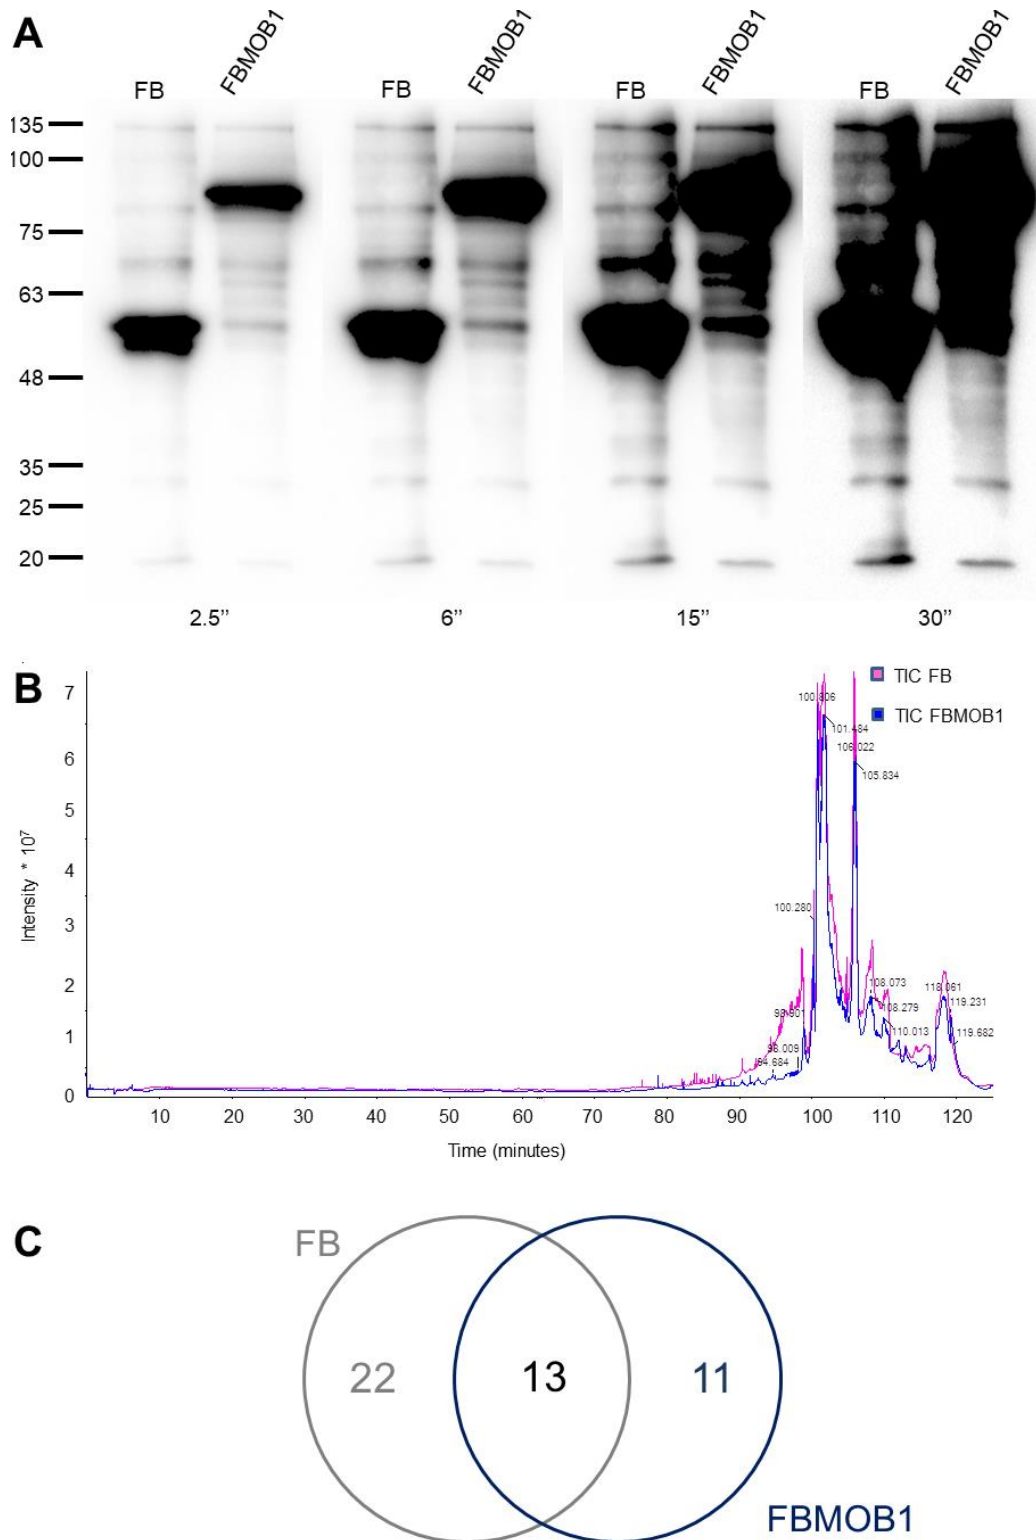 A
FB FBMOB1 FB FBMOB1 FB FBMOB1 FB FBMOB1
135
100
75
63
48
35
25
20
2.5” 6” 15” 30”
B
TIC FB
TIC FBMOB1
7
6
5
4
3
2
1
0
Intensity * 10⁷
100.806
101.484
106.022
105.834
100.280
98.009
94.684
108.073
108.279
110.013
118.061
119.231
119.682
10 20 30 40 50 60 70 80 90 100 110 120
Time (minutes)
C
FB
22 13 11
FBMOB1